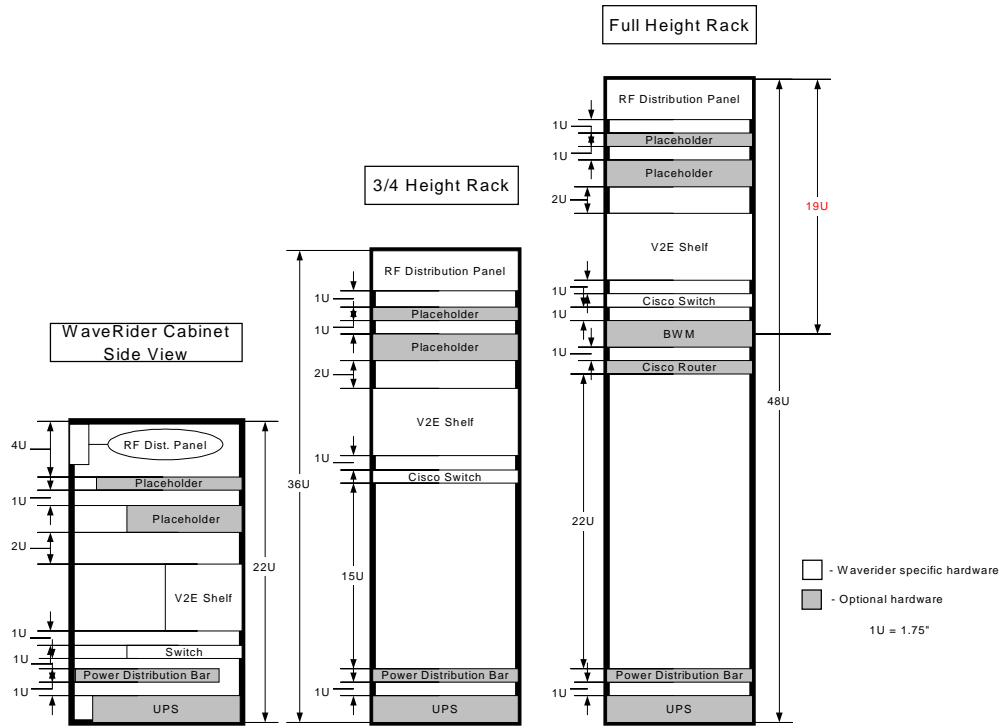 Full Height Rack
RF Distribution Panel
1U
Placeholder
1U
Placeholder
2U
19U
V2E Shelf
1U
Cisco Switch
1U
BWM
1U
Cisco Router
48U
22U
Power Distribution Bar
1U
UPS
3/4 Height Rack
RF Distribution Panel
1U
Placeholder
1U
Placeholder
2U
V2E Shelf
1U
Cisco Switch
36U
15U
Power Distribution Bar
1U
UPS
WaveRider Cabinet
Side View
4U
RF Dist. Panel
Placeholder
1U
Placeholder
2U
22U
V2E Shelf
1U
Switch
1U
Power Distribution Bar
1U
UPS
- Waverider specific hardware
- Optional hardware
1U = 1.75"